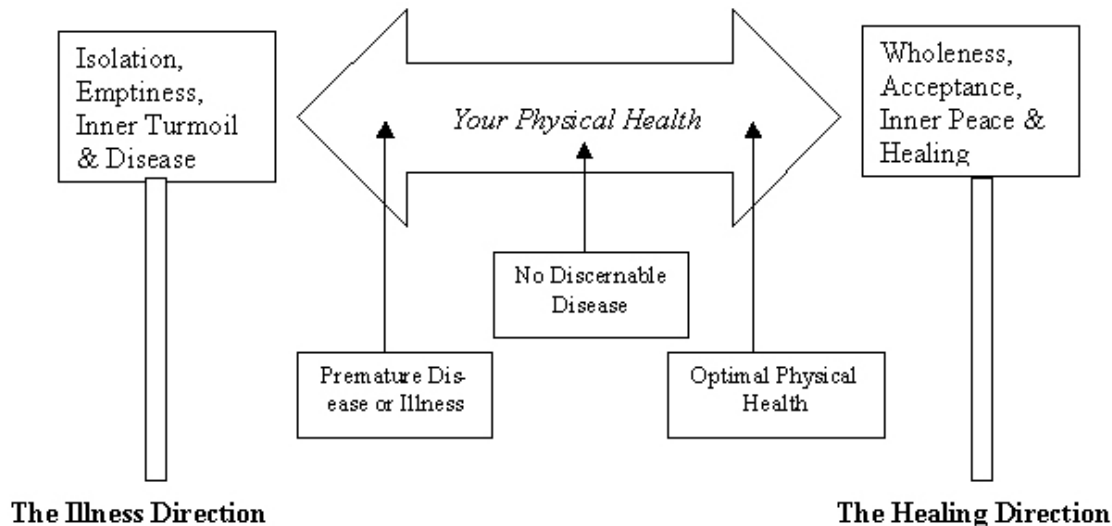 Isolation,
Emptiness,
Inner Turmoil
& Disease
Your Physical Health
Wholeness,
Acceptance,
Inner Peace &
Healing
No Discernable
Disease
Premature Dis-
ease or Illness
Optimal Physical
Health
The Illness Direction
The Healing Direction